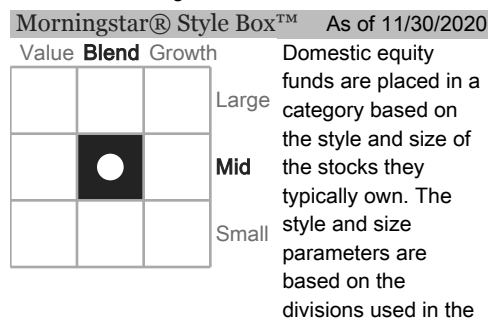 Morningstar® Style Box™ As of 11/30/2020
Value Blend Growth
Large
Mid
Small
Domestic equity
funds are placed in a
category based on
the style and size of
the stocks they
typically own. The
style and size
parameters are
based on the
divisions used in the